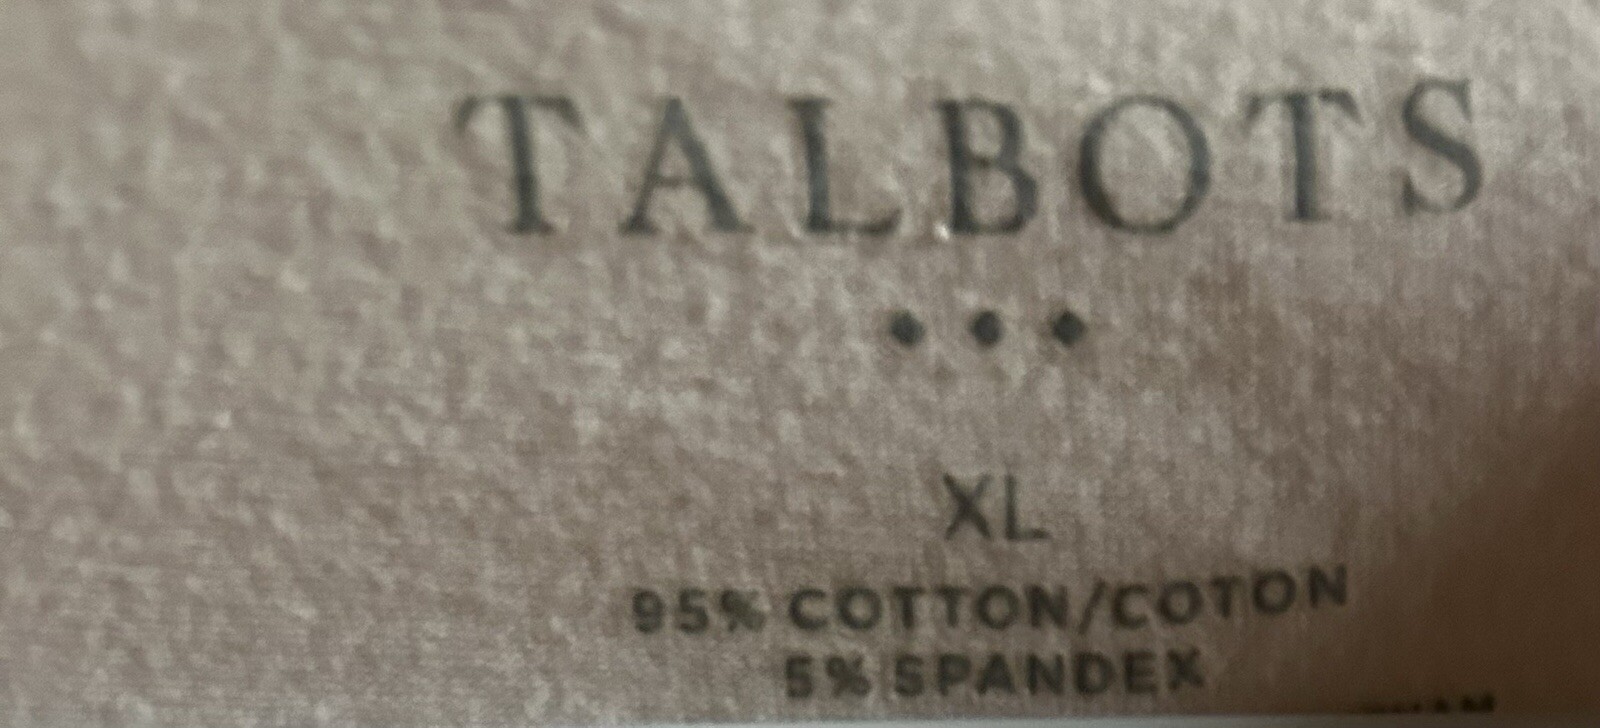 TALBOTS
XL
95% COTTON/COTON
5% SPANDEX